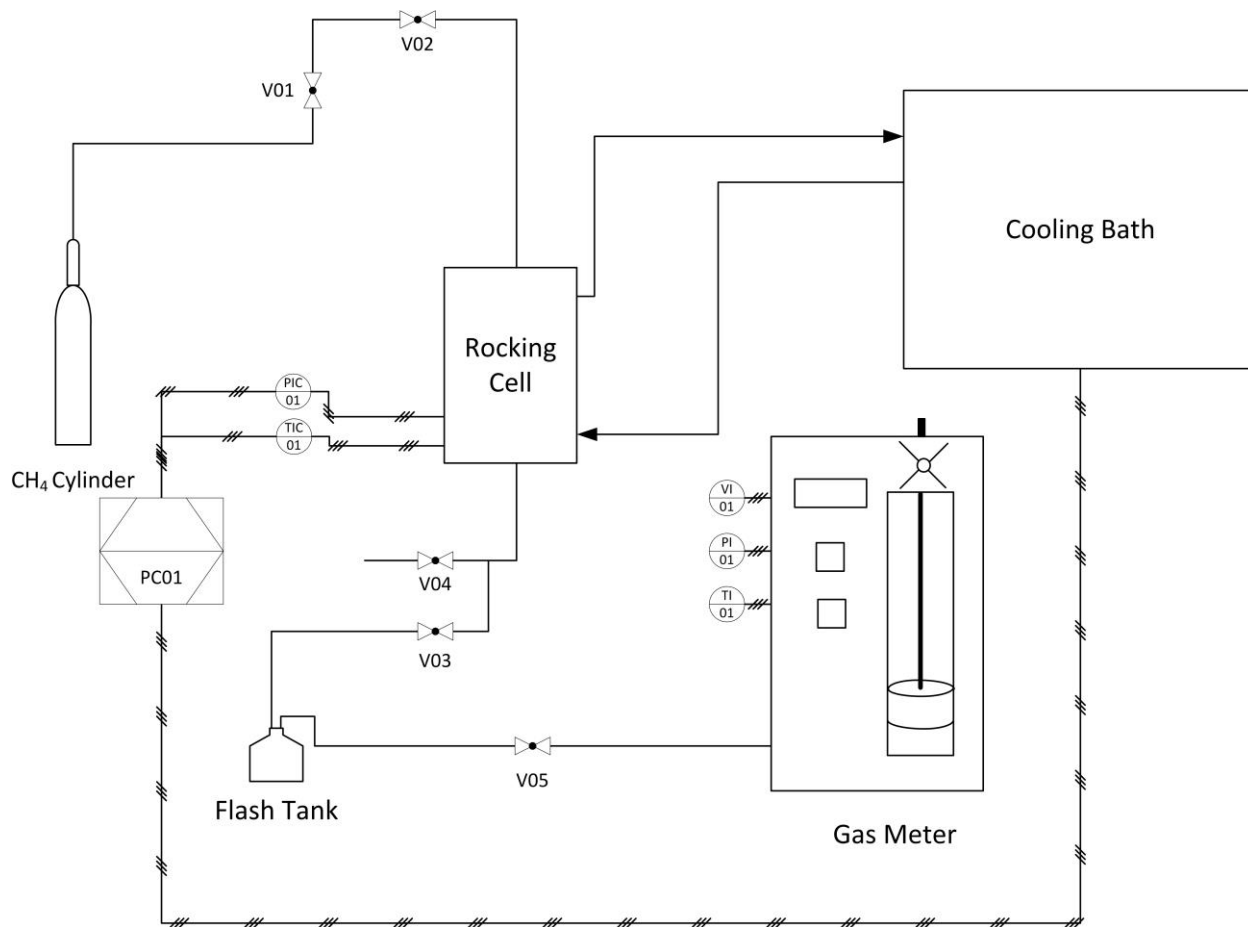 V02
V01
Cooling Bath
Rocking
Cell
PIC
01
TIC
01
CH₄ Cylinder
VI
01
PI
01
TI
01
PC01
V04
V03
V05
Flash Tank
Gas Meter